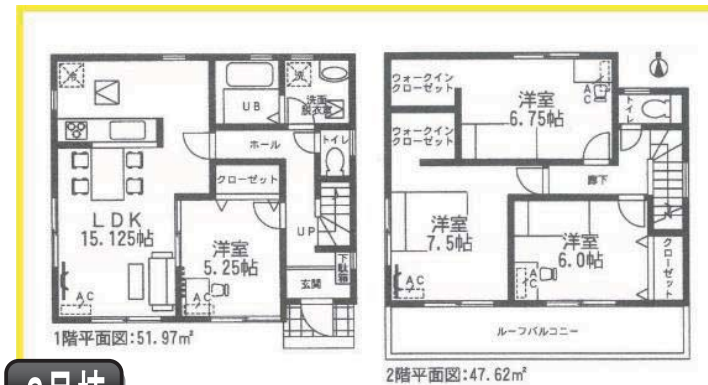 冷
洗
UB
洗面
脱衣室
ホール
トイレ
クローゼット
LDK
15.125帖
洋室
5.25帖
UP
下駄箱
玄関
AC
AC
1階平面図:51.97㎡
ウォークイン
クローゼット
洋室
6.75帖
AC
トイレ
ウォークイン
クローゼット
廊下
洋室
7.5帖
洋室
6.0帖
クローゼット
AC
AC
ルーフバルコニー
2階平面図:47.62㎡